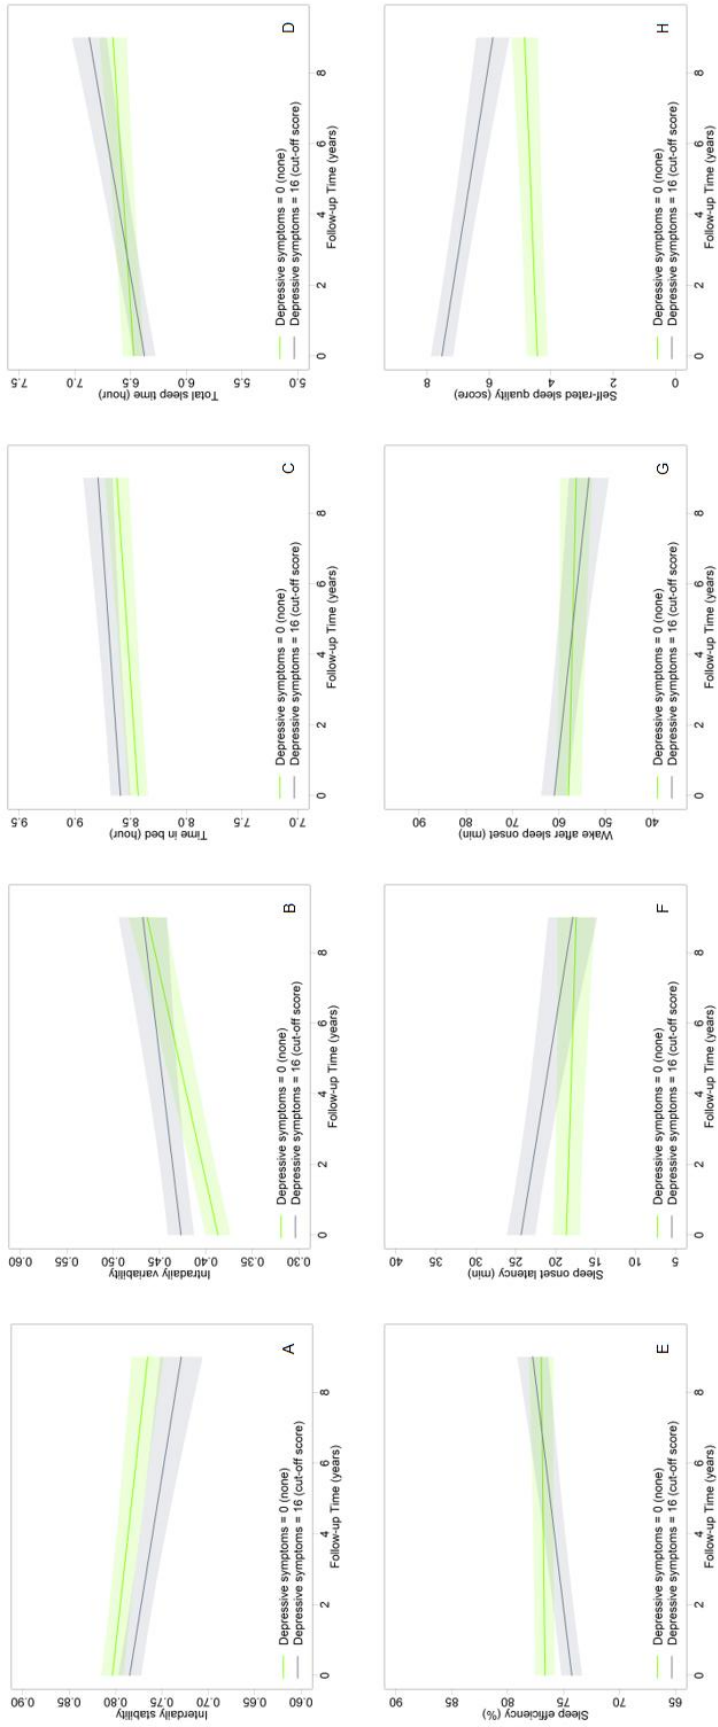 Interdaily stability
0.90
0.85
0.80
0.75
0.70
0.65
0.60
Depressive symptoms = 0 (none)
Depressive symptoms = 16 (cut-off score)
A
0 2 4 6 8
Follow-up Time (years)
Intradaily variability
0.60
0.55
0.50
0.45
0.40
0.35
0.30
Depressive symptoms = 0 (none)
Depressive symptoms = 16 (cut-off score)
B
0 2 4 6 8
Follow-up Time (years)
Time in bed (hour)
9.5
9.0
8.5
8.0
7.5
7.0
Depressive symptoms = 0 (none)
Depressive symptoms = 16 (cut-off score)
C
0 2 4 6 8
Follow-up Time (years)
Total sleep time (hour)
7.5
7.0
6.5
6.0
5.5
5.0
Depressive symptoms = 0 (none)
Depressive symptoms = 16 (cut-off score)
D
0 2 4 6 8
Follow-up Time (years)
Sleep efficiency (%)
90
85
80
75
70
65
Depressive symptoms = 0 (none)
Depressive symptoms = 16 (cut-off score)
E
0 2 4 6 8
Follow-up Time (years)
Sleep onset latency (min)
40
35
30
25
20
15
10
5
Depressive symptoms = 0 (none)
Depressive symptoms = 16 (cut-off score)
F
0 2 4 6 8
Follow-up Time (years)
Wake after sleep onset (min)
90
80
70
60
50
40
Depressive symptoms = 0 (none)
Depressive symptoms = 16 (cut-off score)
G
0 2 4 6 8
Follow-up Time (years)
Self-rated sleep quality (score)
8
6
4
2
0
Depressive symptoms = 0 (none)
Depressive symptoms = 16 (cut-off score)
H
0 2 4 6 8
Follow-up Time (years)